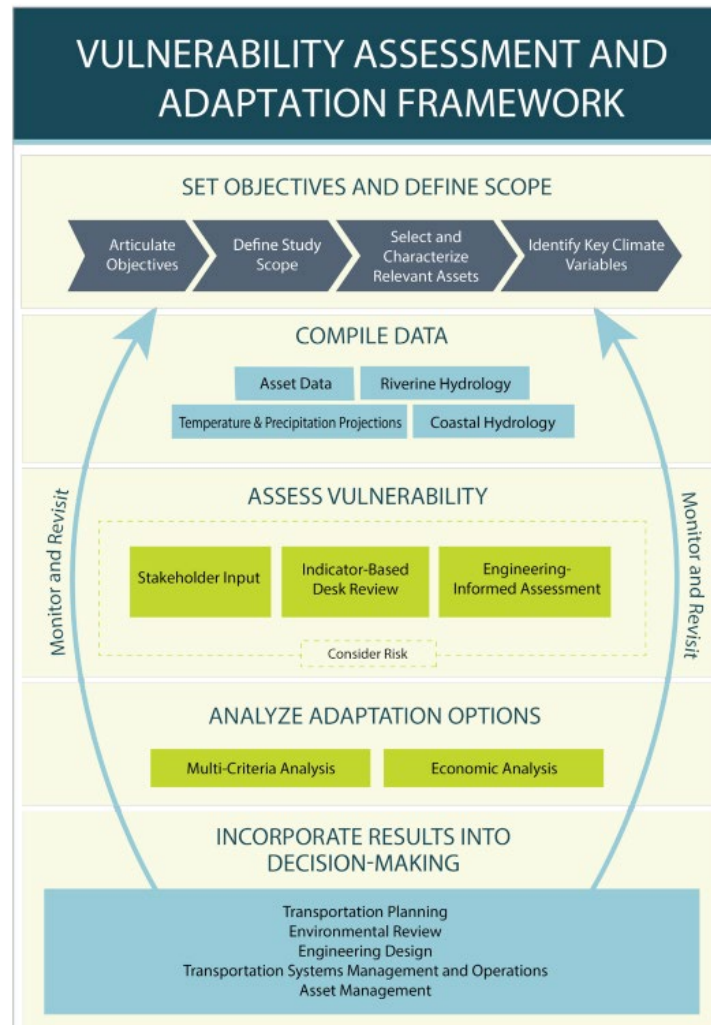 VULNERABILITY ASSESSMENT AND
ADAPTATION FRAMEWORK
SET OBJECTIVES AND DEFINE SCOPE
Articulate
Objectives
Define Study
Scope
Select and
Characterize
Relevant Assets
Identify Key Climate
Variables
COMPILE DATA
Asset Data
Riverine Hydrology
Temperature & Precipitation Projections
Coastal Hydrology
Monitor and Revisit
ASSESS VULNERABILITY
Stakeholder Input
Indicator-Based
Desk Review
Engineering-
Informed Assessment
Consider Risk
Monitor and Revisit
ANALYZE ADAPTATION OPTIONS
Multi-Criteria Analysis
Economic Analysis
INCORPORATE RESULTS INTO
DECISION-MAKING
Transportation Planning
Environmental Review
Engineering Design
Transportation Systems Management and Operations
Asset Management